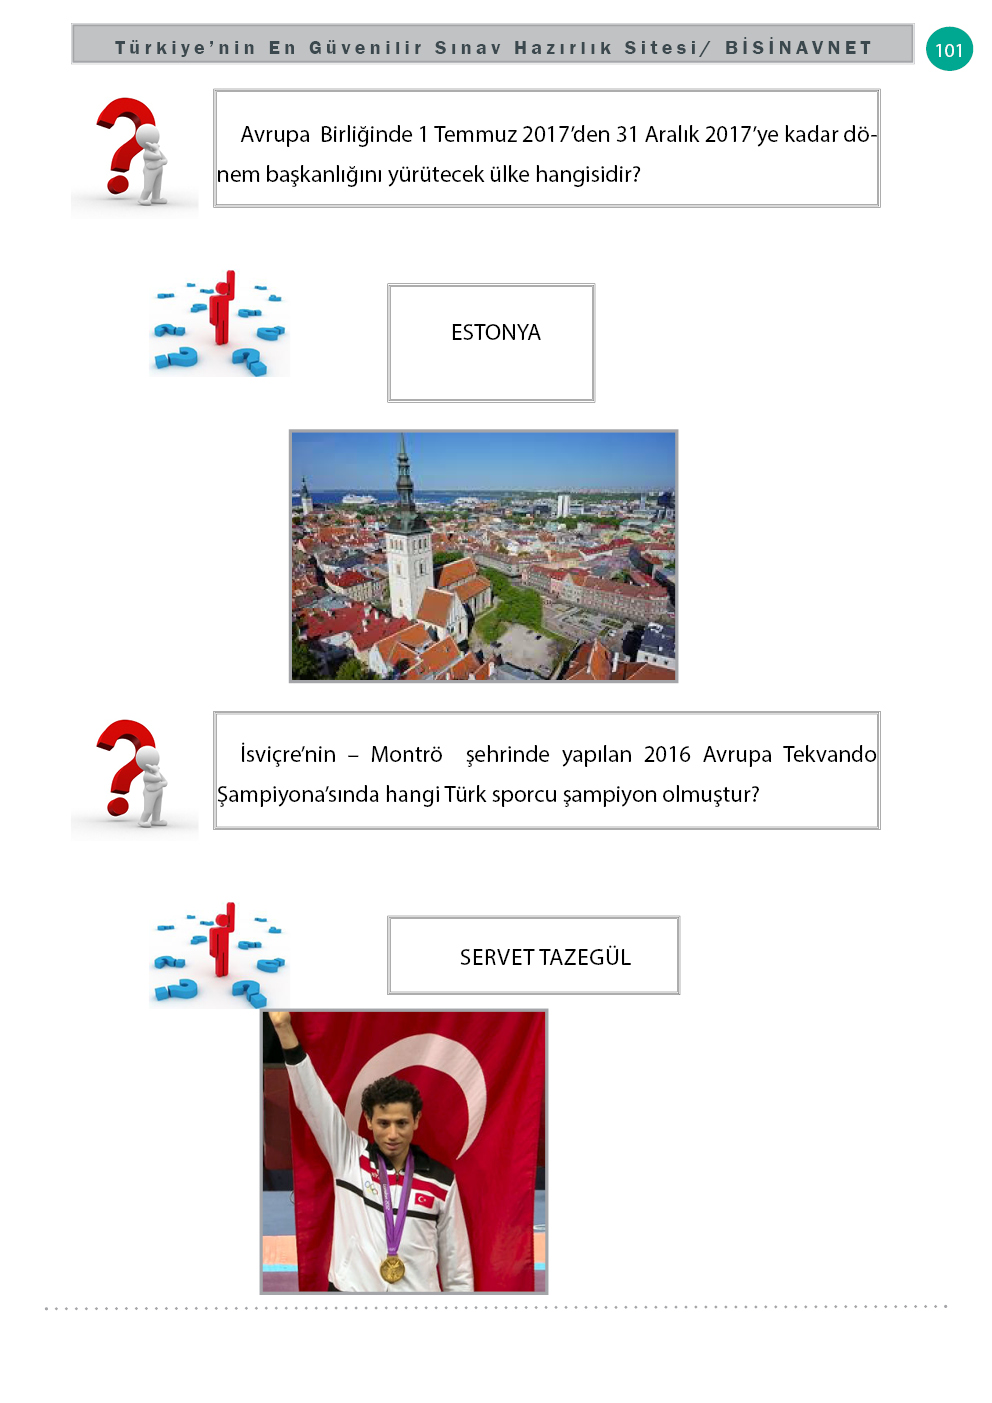 Türkiye’nin En Güvenilir Sınav Hazırlık Sitesi/ BİSİNAVNET
101
Avrupa Birliğinde 1 Temmuz 2017’den 31 Aralık 2017’ye kadar dö-
nem başkanlığını yürütecek ülke hangisidir?
ESTONYA
İsviçre’nin – Montrö şehrinde yapılan 2016 Avrupa Tekvando
Şampiyona’sında hangi Türk sporcu şampiyon olmuştur?
SERVET TAZEGÜL